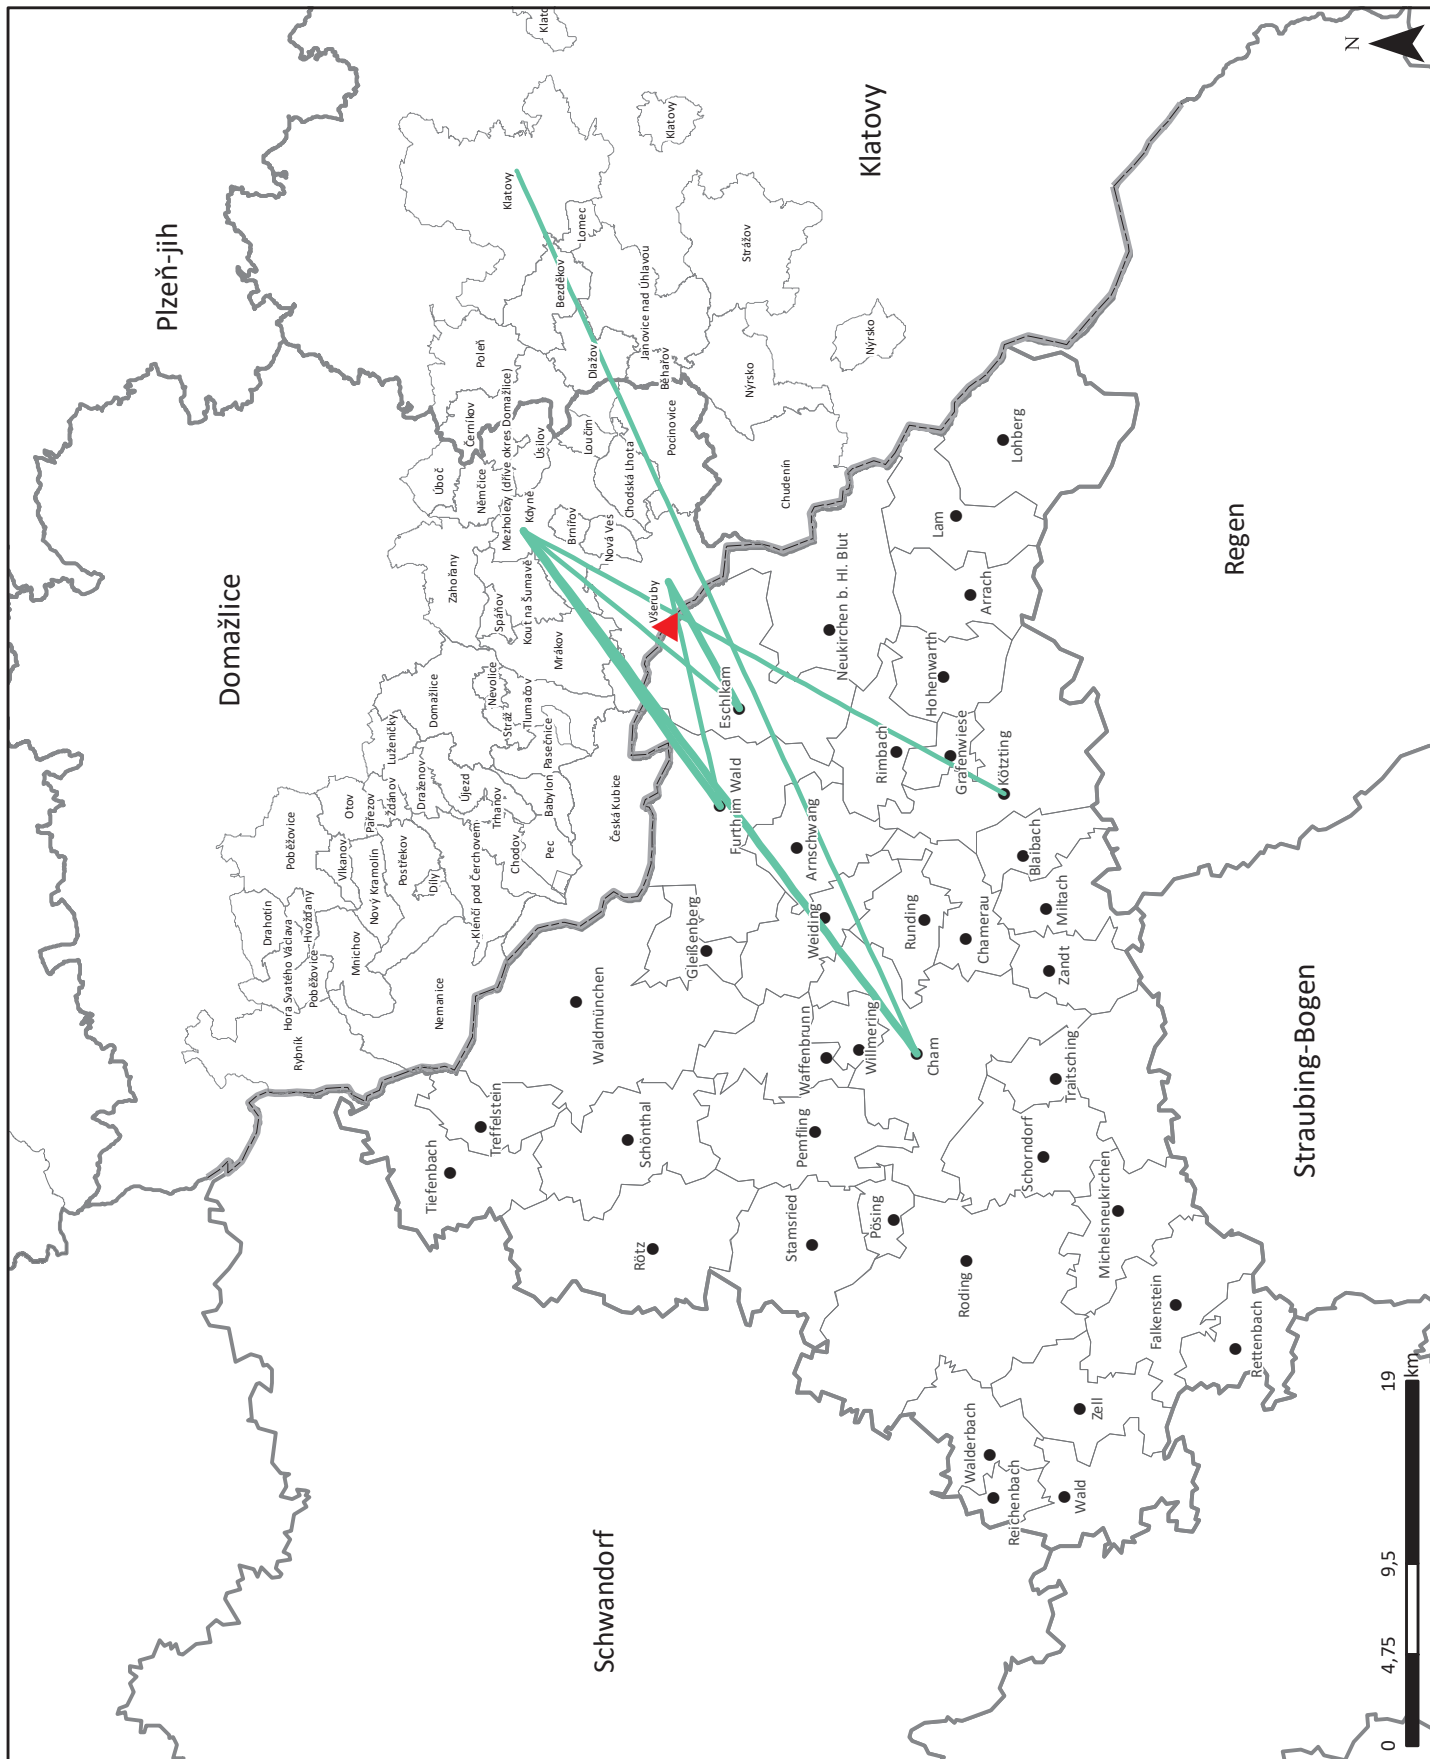 Plzeň-jih
Domažlice
Klatovy
Regen
Straubing-Bogen
Schwandorf
N
Klatovy
Klatovy
Lomec
Bezděkov
Dlažov
Janovice nad Úhlavou
Běhařov
Strážov
Nýrsko
Nýrsko
Poleň
Černíkov
Mezholezy (dříve okres Domažlice)
Úsilov
Loučim
Chodská Lhota
Pocinovice
Chudenín
Úboč
Němčice
Kdyně
Brnířov
Nová Ves
Všeruby
Zahořany
Spáňov
Kout na Šumavě
Mrákov
Domažlice
Nevolice
Stráž
Tlumačov
Pasečnice
Luženičky
Ždánov
Draženov
Újezd
Trhanov
Babylon
Česká Kubice
Otov
Pařezov
Poběžovice
Vlkanov
Nový Kramolín
Postřekov
Díly
Klenčí pod Čerchovem
Chodov
Pec
Drahotín
Hvožďany
Hora Svatého Václava
Poběžovice
Mnichov
Nemanice
Rybník
Lohberg
Lam
Arrach
Neukirchen b. Hl. Blut
Hohenwarth
Grafenwiese
Rimbach
Kötzting
Eschlkam
Furth im Wald
Arnschwang
Blaibach
Miltach
Zandt
Chamerau
Runding
Weiding
Gleißenberg
Waldmünchen
Waffenbrunn
Willmering
Cham
Traitsching
Schorndorf
Michelsneukirchen
Treffelstein
Tiefenbach
Schönthal
Pemfling
Rötz
Stamsried
Pösing
Roding
Falkenstein
Rettenbach
Zell
Walderbach
Reichenbach
Wald
0 4,75 9,5 19
km